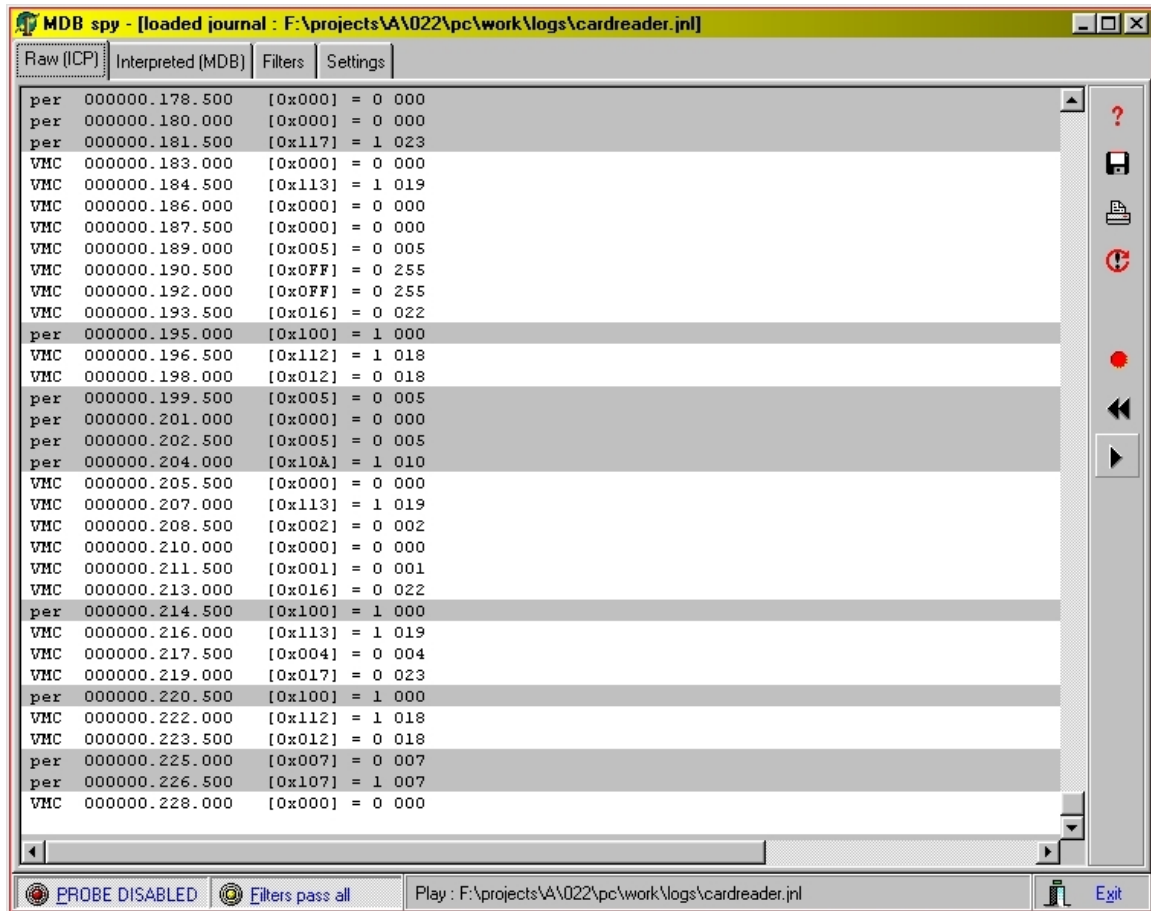 MDB spy - [loaded journal : F:\projects\A\022\pc\work\logs\cardreader.jnl]
Raw (ICP) Interpreted (MDB) Filters Settings
per 000000.178.500 [0x000] = 0 000
per 000000.180.000 [0x000] = 0 000
per 000000.181.500 [0x117] = 1 023
VMC 000000.183.000 [0x000] = 0 000
VMC 000000.184.500 [0x113] = 1 019
VMC 000000.186.000 [0x000] = 0 000
VMC 000000.187.500 [0x000] = 0 000
VMC 000000.189.000 [0x005] = 0 005
VMC 000000.190.500 [0x0FF] = 0 255
VMC 000000.192.000 [0x0FF] = 0 255
VMC 000000.193.500 [0x016] = 0 022
per 000000.195.000 [0x100] = 1 000
VMC 000000.196.500 [0x112] = 1 018
VMC 000000.198.000 [0x012] = 0 018
per 000000.199.500 [0x005] = 0 005
per 000000.201.000 [0x000] = 0 000
per 000000.202.500 [0x005] = 0 005
per 000000.204.000 [0x10A] = 1 010
VMC 000000.205.500 [0x000] = 0 000
VMC 000000.207.000 [0x113] = 1 019
VMC 000000.208.500 [0x002] = 0 002
VMC 000000.210.000 [0x000] = 0 000
VMC 000000.211.500 [0x001] = 0 001
VMC 000000.213.000 [0x016] = 0 022
per 000000.214.500 [0x100] = 1 000
VMC 000000.216.000 [0x113] = 1 019
VMC 000000.217.500 [0x004] = 0 004
VMC 000000.219.000 [0x017] = 0 023
per 000000.220.500 [0x100] = 1 000
VMC 000000.222.000 [0x112] = 1 018
VMC 000000.223.500 [0x012] = 0 018
per 000000.225.000 [0x007] = 0 007
per 000000.226.500 [0x107] = 1 007
VMC 000000.228.000 [0x000] = 0 000
PROBE DISABLED Filters pass all Play : F:\projects\A\022\pc\work\logs\cardreader.jnl Exit